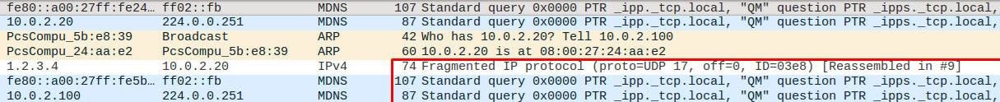 fe80::a00:27ff:fe24… ff02::fb MDNS 107 Standard query 0x0000 PTR _ipp._tcp.local, "QM" question PTR _ipps._tcp.local,
10.0.2.20 224.0.0.251 MDNS 87 Standard query 0x0000 PTR _ipp._tcp.local, "QM" question PTR _ipps._tcp.local,
PcsCompu_5b:e8:39 Broadcast ARP 42 Who has 10.0.2.20? Tell 10.0.2.100
PcsCompu_24:aa:e2 PcsCompu_5b:e8:39 ARP 60 10.0.2.20 is at 08:00:27:24:aa:e2
1.2.3.4 10.0.2.20 IPv4 74 Fragmented IP protocol (proto=UDP 17, off=0, ID=03e8) [Reassembled in #9]
fe80::a00:27ff:fe5b… ff02::fb MDNS 107 Standard query 0x0000 PTR _ipp._tcp.local, "QM" question PTR _ipps._tcp.local,
10.0.2.100 224.0.0.251 MDNS 87 Standard query 0x0000 PTR _ipp._tcp.local, "QM" question PTR _ipps._tcp.local,